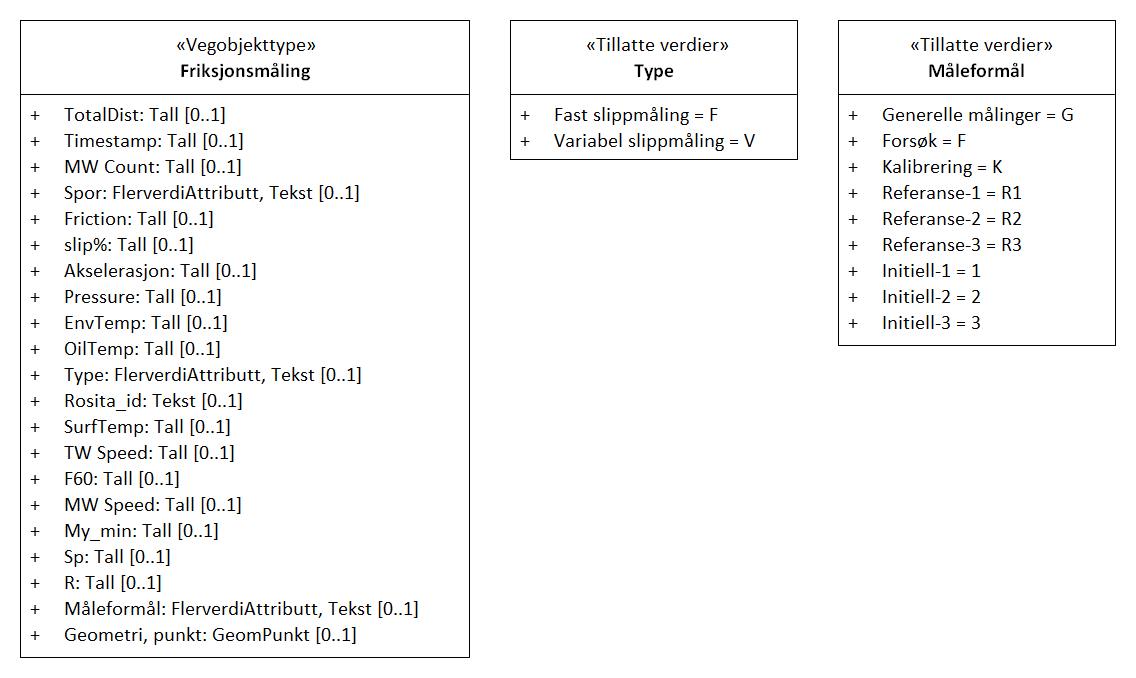 «Vegobjekttype»
Friksjonsmåling
+ TotalDist: Tall [0..1]
+ Timestamp: Tall [0..1]
+ MW Count: Tall [0..1]
+ Spor: FlerverdiAttributt, Tekst [0..1]
+ Friction: Tall [0..1]
+ slip%: Tall [0..1]
+ Akselerasjon: Tall [0..1]
+ Pressure: Tall [0..1]
+ EnvTemp: Tall [0..1]
+ OilTemp: Tall [0..1]
+ Type: FlerverdiAttributt, Tekst [0..1]
+ Rosita_id: Tekst [0..1]
+ SurfTemp: Tall [0..1]
+ TW Speed: Tall [0..1]
+ F60: Tall [0..1]
+ MW Speed: Tall [0..1]
+ My_min: Tall [0..1]
+ Sp: Tall [0..1]
+ R: Tall [0..1]
+ Måleformål: FlerverdiAttributt, Tekst [0..1]
+ Geometri, punkt: GeomPunkt [0..1]
«Tillatte verdier»
Type
+ Fast slippmåling = F
+ Variabel slippmåling = V
«Tillatte verdier»
Måleformål
+ Generelle målinger = G
+ Forsøk = F
+ Kalibrering = K
+ Referanse-1 = R1
+ Referanse-2 = R2
+ Referanse-3 = R3
+ Initiell-1 = 1
+ Initiell-2 = 2
+ Initiell-3 = 3